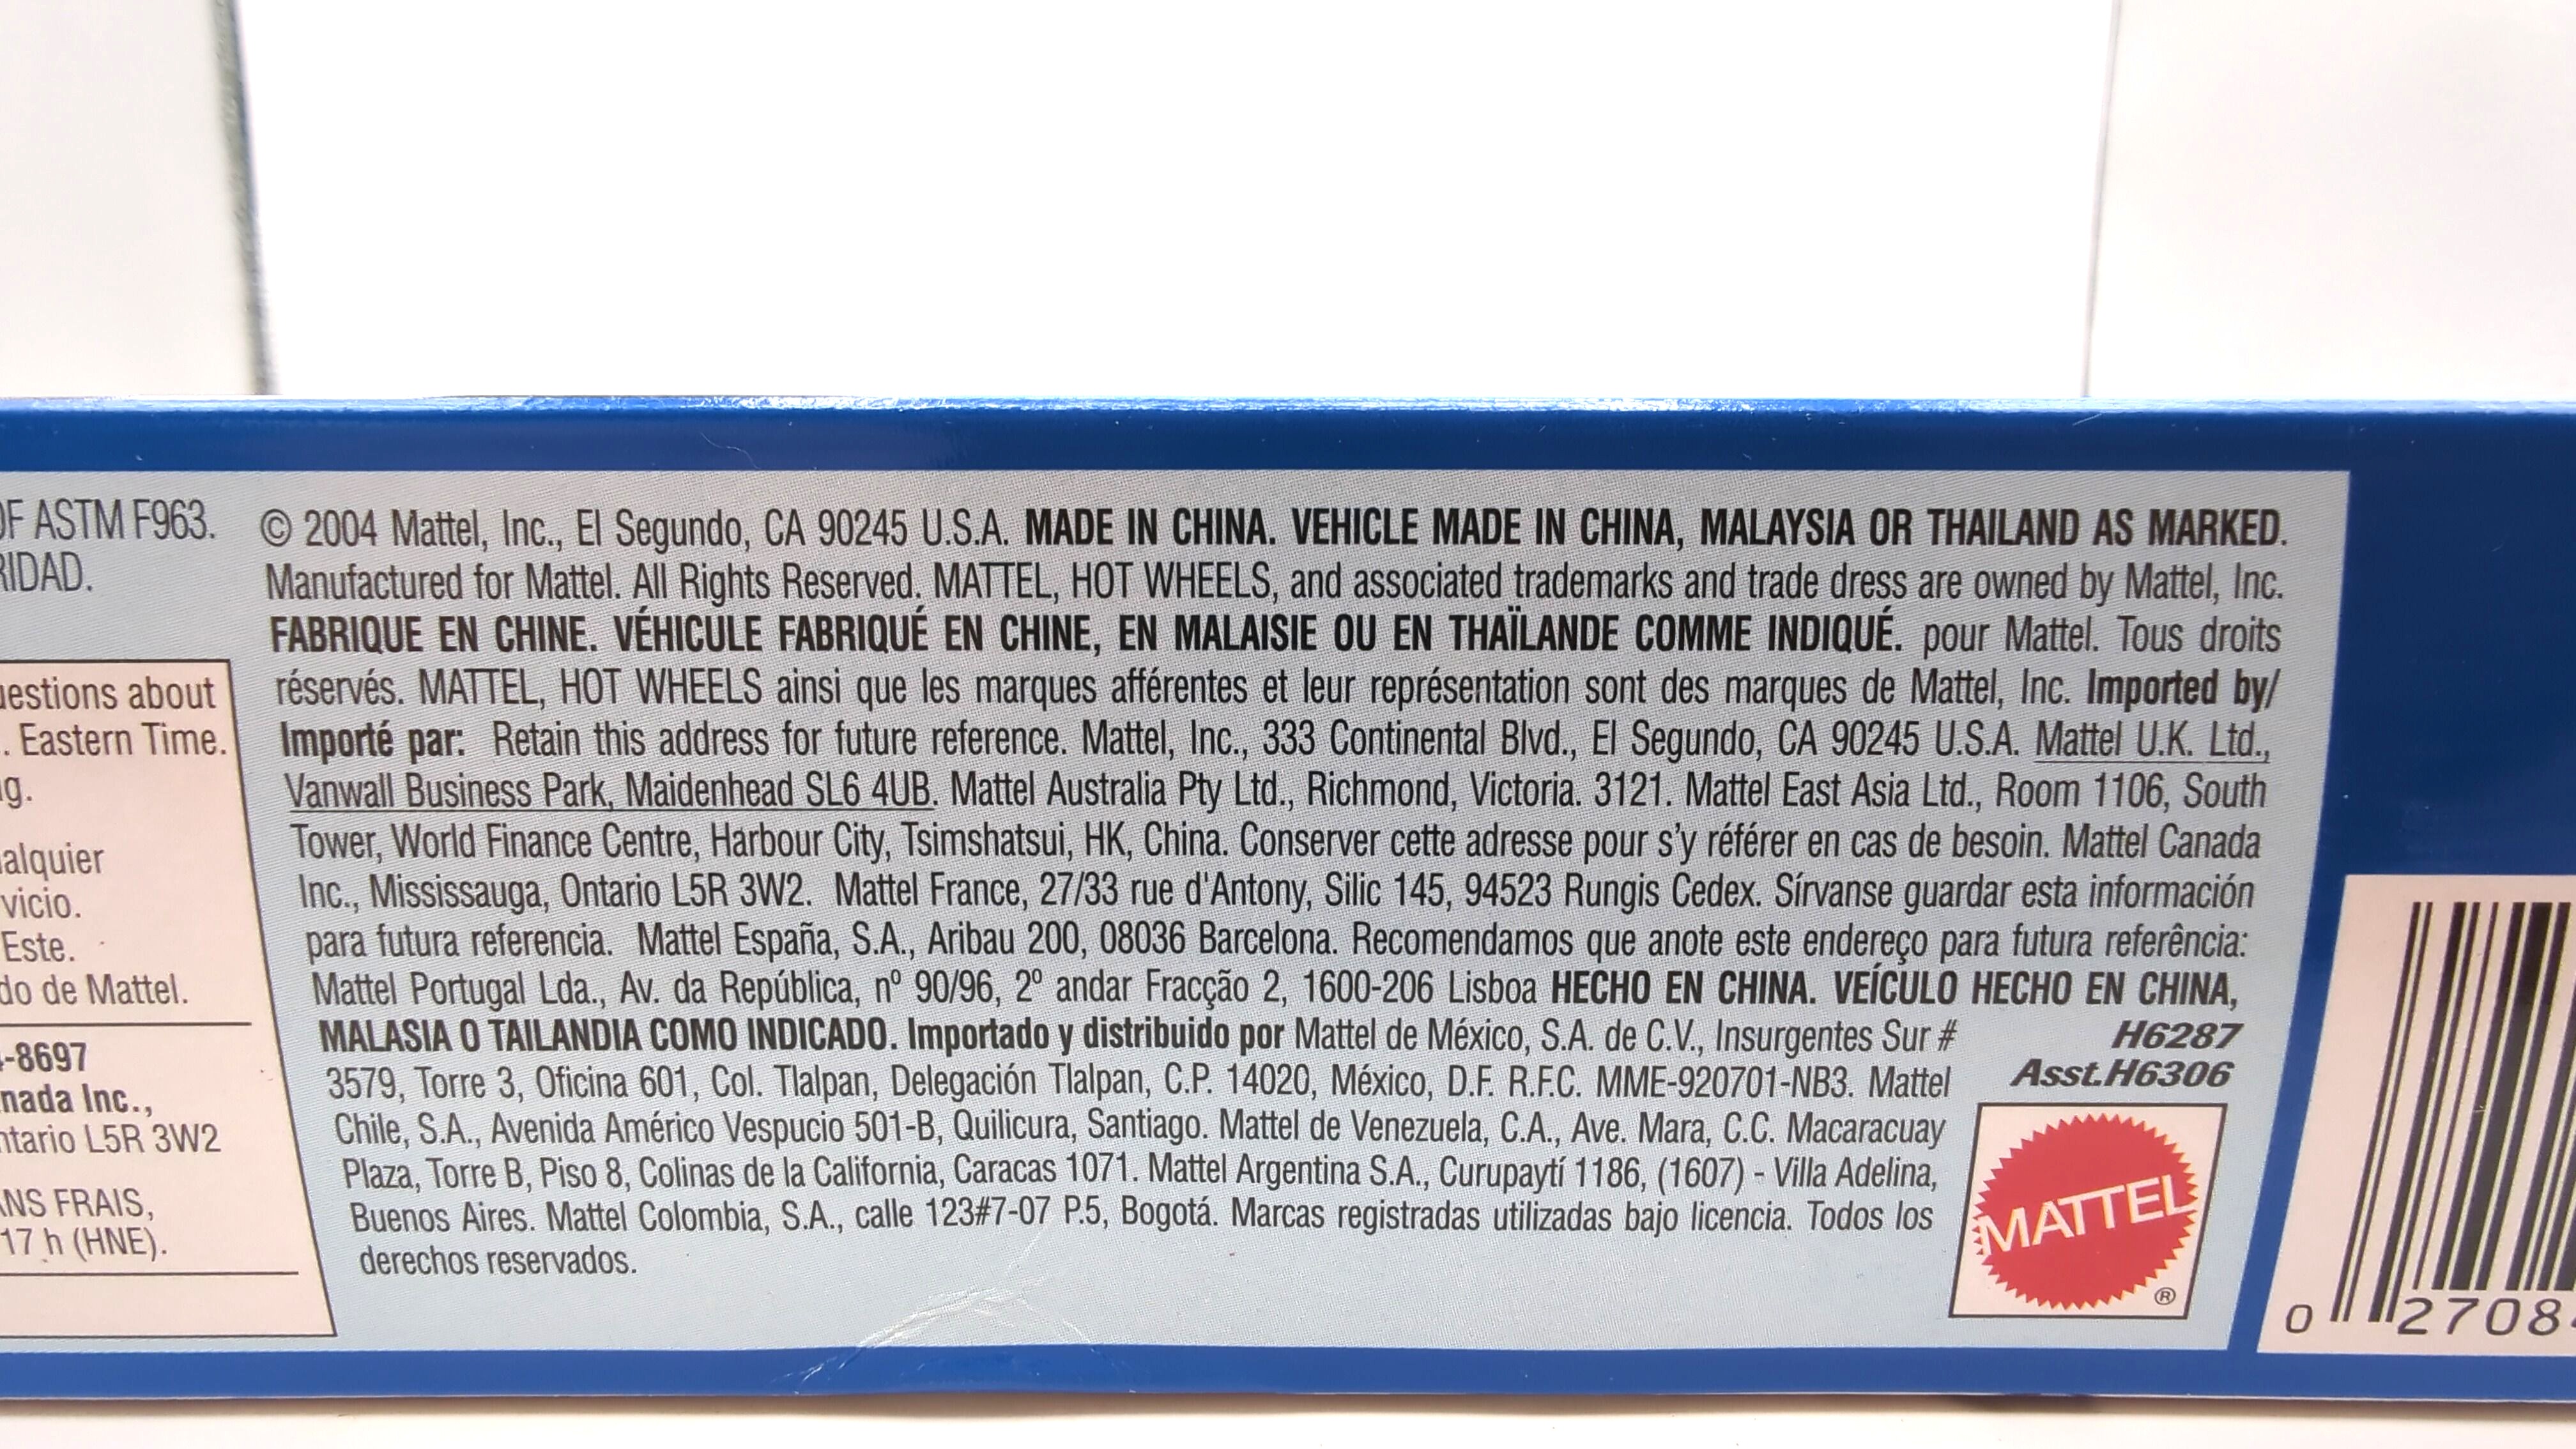 OF ASTM F963.
RIDAD.
uestions about
. Eastern Time.
g.
alquier
vicio.
Este.
do de Mattel.
-8697
nada Inc.,
ntario L5R 3W2
ANS FRAIS,
17 h (HNE).
© 2004 Mattel, Inc., El Segundo, CA 90245 U.S.A. MADE IN CHINA. VEHICLE MADE IN CHINA, MALAYSIA OR THAILAND AS MARKED.
Manufactured for Mattel. All Rights Reserved. MATTEL, HOT WHEELS, and associated trademarks and trade dress are owned by Mattel, Inc.
FABRIQUE EN CHINE. VÉHICULE FABRIQUÉ EN CHINE, EN MALAISIE OU EN THAÏLANDE COMME INDIQUÉ. pour Mattel. Tous droits
réservés. MATTEL, HOT WHEELS ainsi que les marques afférentes et leur représentation sont des marques de Mattel, Inc. Imported by/
Importé par: Retain this address for future reference. Mattel, Inc., 333 Continental Blvd., El Segundo, CA 90245 U.S.A. Mattel U.K. Ltd.,
Vanwall Business Park, Maidenhead SL6 4UB. Mattel Australia Pty Ltd., Richmond, Victoria. 3121. Mattel East Asia Ltd., Room 1106, South
Tower, World Finance Centre, Harbour City, Tsimshatsui, HK, China. Conserver cette adresse pour s'y référer en cas de besoin. Mattel Canada
Inc., Mississauga, Ontario L5R 3W2. Mattel France, 27/33 rue d'Antony, Silic 145, 94523 Rungis Cedex. Sírvanse guardar esta información
para futura referencia. Mattel España, S.A., Aribau 200, 08036 Barcelona. Recomendamos que anote este endereço para futura referência:
Mattel Portugal Lda., Av. da República, nº 90/96, 2º andar Fracção 2, 1600-206 Lisboa HECHO EN CHINA. VEÍCULO HECHO EN CHINA,
MALASIA O TAILANDIA COMO INDICADO. Importado y distribuido por Mattel de México, S.A. de C.V., Insurgentes Sur #
3579, Torre 3, Oficina 601, Col. Tlalpan, Delegación Tlalpan, C.P. 14020, México, D.F. R.F.C. MME-920701-NB3. Mattel
Chile, S.A., Avenida Américo Vespucio 501-B, Quilicura, Santiago. Mattel de Venezuela, C.A., Ave. Mara, C.C. Macaracuay
Plaza, Torre B, Piso 8, Colinas de la California, Caracas 1071. Mattel Argentina S.A., Curupaytí 1186, (1607) - Villa Adelina,
Buenos Aires. Mattel Colombia, S.A., calle 123#7-07 P.5, Bogotá. Marcas registradas utilizadas bajo licencia. Todos los
derechos reservados.
H6287
Asst.H6306
MATTEL
®
0 2708